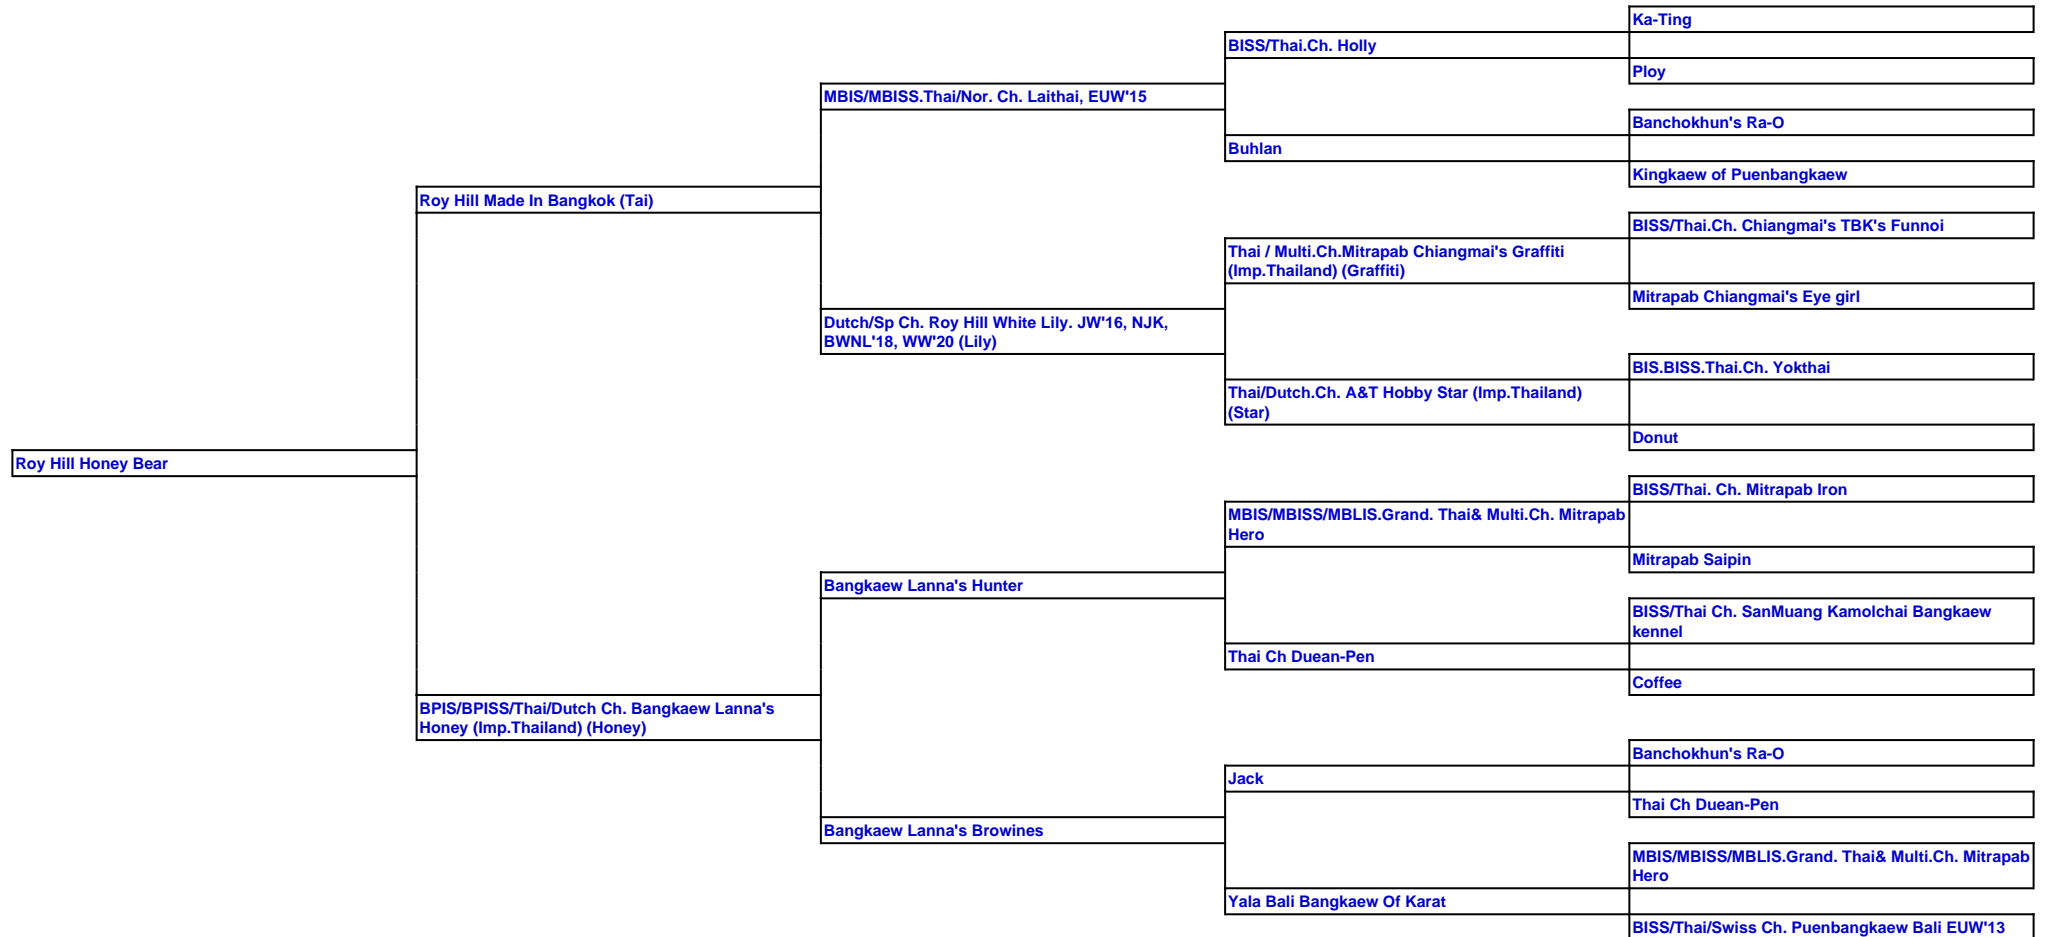 Ka-Ting
BISS/Thai.Ch. Holly
Ploy
MBIS/MBISS.Thai/Nor. Ch. Laithai, EUW'15
Banchokhun's Ra-O
Buhlan
Kingkaew of Puenbangkaew
Roy Hill Made In Bangkok (Tai)
BISS/Thai.Ch. Chiangmai's TBK's Funnoi
Thai / Multi.Ch.Mitrapab Chiangmai's Graffiti
(Imp.Thailand) (Graffiti)
Mitrapab Chiangmai's Eye girl
Dutch/Sp Ch. Roy Hill White Lily. JW'16, NJK,
BWNL'18, WW'20 (Lily)
BIS.BISS.Thai.Ch. Yokthai
Thai/Dutch.Ch. A&T Hobby Star (Imp.Thailand)
(Star)
Donut
Roy Hill Honey Bear
BISS/Thai. Ch. Mitrapab Iron
MBIS/MBISS/MBLIS.Grand. Thai& Multi.Ch. Mitrapab
Hero
Mitrapab Saipin
Bangkaew Lanna's Hunter
BISS/Thai Ch. SanMuang Kamolchai Bangkaew
kennel
Thai Ch Duean-Pen
Coffee
BPIS/BPISS/Thai/Dutch Ch. Bangkaew Lanna's
Honey (Imp.Thailand) (Honey)
Banchokhun's Ra-O
Jack
Thai Ch Duean-Pen
Bangkaew Lanna's Browines
MBIS/MBISS/MBLIS.Grand. Thai& Multi.Ch. Mitrapab
Hero
Yala Bali Bangkaew Of Karat
BISS/Thai/Swiss Ch. Puenbangkaew Bali EUW'13